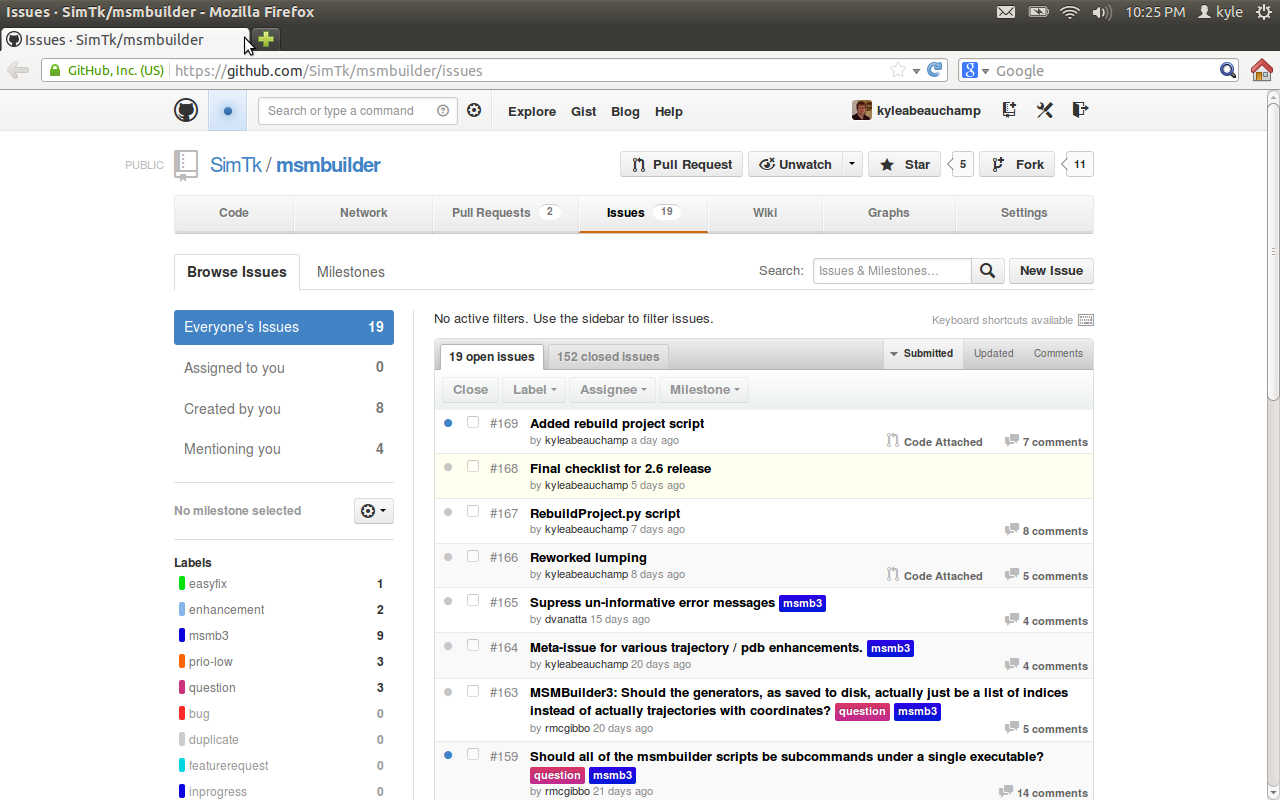 Issues · SimTk/msmbuilder - Mozilla Firefox
10:25 PM kyle
Issues · SimTk/msmbuilder
GitHub, Inc. (US) https://github.com/SimTk/msmbuilder/issues
Google
Search or type a command
Explore Gist Blog Help
kyleabeauchamp
PUBLIC
SimTk / msmbuilder
Pull Request Unwatch Star 5 Fork 11
Code Network Pull Requests 2 Issues 19 Wiki Graphs Settings
Browse Issues Milestones
Search: Issues & Milestones… New Issue
Everyone's Issues 19
Assigned to you 0
Created by you 8
Mentioning you 4
No milestone selected
Labels
easyfix 1
enhancement 2
msmb3 9
prio-low 3
question 3
bug 0
duplicate 0
featurerequest 0
inprogress 0
No active filters. Use the sidebar to filter issues.
Keyboard shortcuts available
19 open issues 152 closed issues
Submitted Updated Comments
Close Label Assignee Milestone
#169 Added rebuild project script
by kyleabeauchamp a day ago
Code Attached 7 comments
#168 Final checklist for 2.6 release
by kyleabeauchamp 5 days ago
#167 RebuildProject.py script
by kyleabeauchamp 7 days ago
8 comments
#166 Reworked lumping
by kyleabeauchamp 8 days ago
Code Attached 5 comments
#165 Supress un-informative error messages msmb3
by dvanatta 15 days ago
4 comments
#164 Meta-issue for various trajectory / pdb enhancements. msmb3
by kyleabeauchamp 20 days ago
4 comments
#163 MSMBuilder3: Should the generators, as saved to disk, actually just be a list of indices
instead of actually trajectories with coordinates? question msmb3
by rmcgibbo 20 days ago
5 comments
#159 Should all of the msmbuilder scripts be subcommands under a single executable?
question msmb3
by rmcgibbo 21 days ago
14 comments